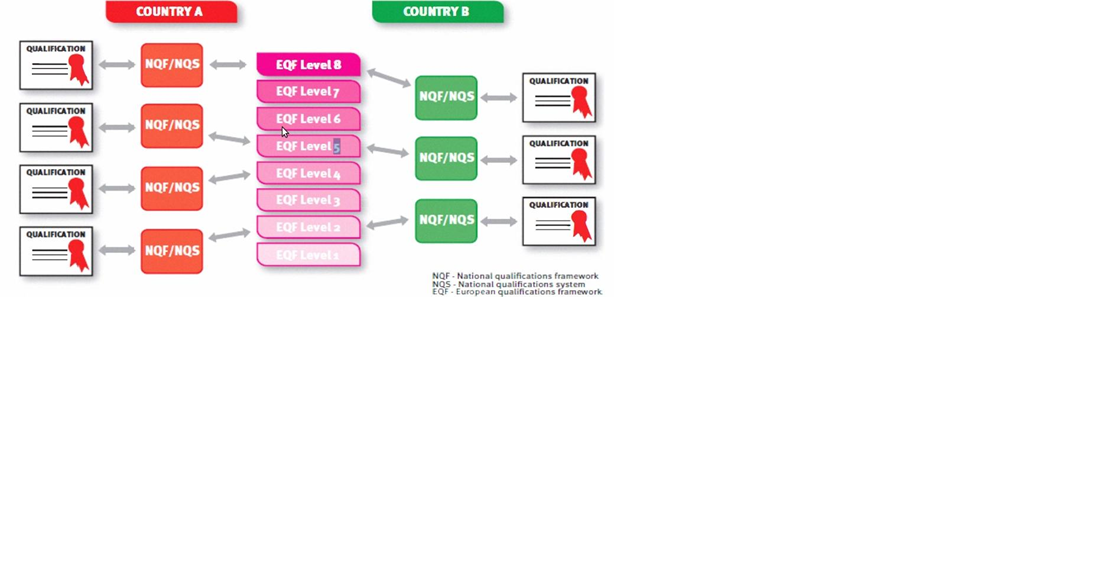 COUNTRY A
COUNTRY B
QUALIFICATION
NQF/NQS
EQF Level 8
EQF Level 7
NQF/NQS
QUALIFICATION
QUALIFICATION
NQF/NQS
EQF Level 6
EQF Level 5
NQF/NQS
QUALIFICATION
QUALIFICATION
NQF/NQS
EQF Level 4
EQF Level 3
NQF/NQS
QUALIFICATION
QUALIFICATION
NQF/NQS
EQF Level 2
EQF Level 1
NQF - National qualifications framework
NQS - National qualifications system
EQF - European qualifications framework